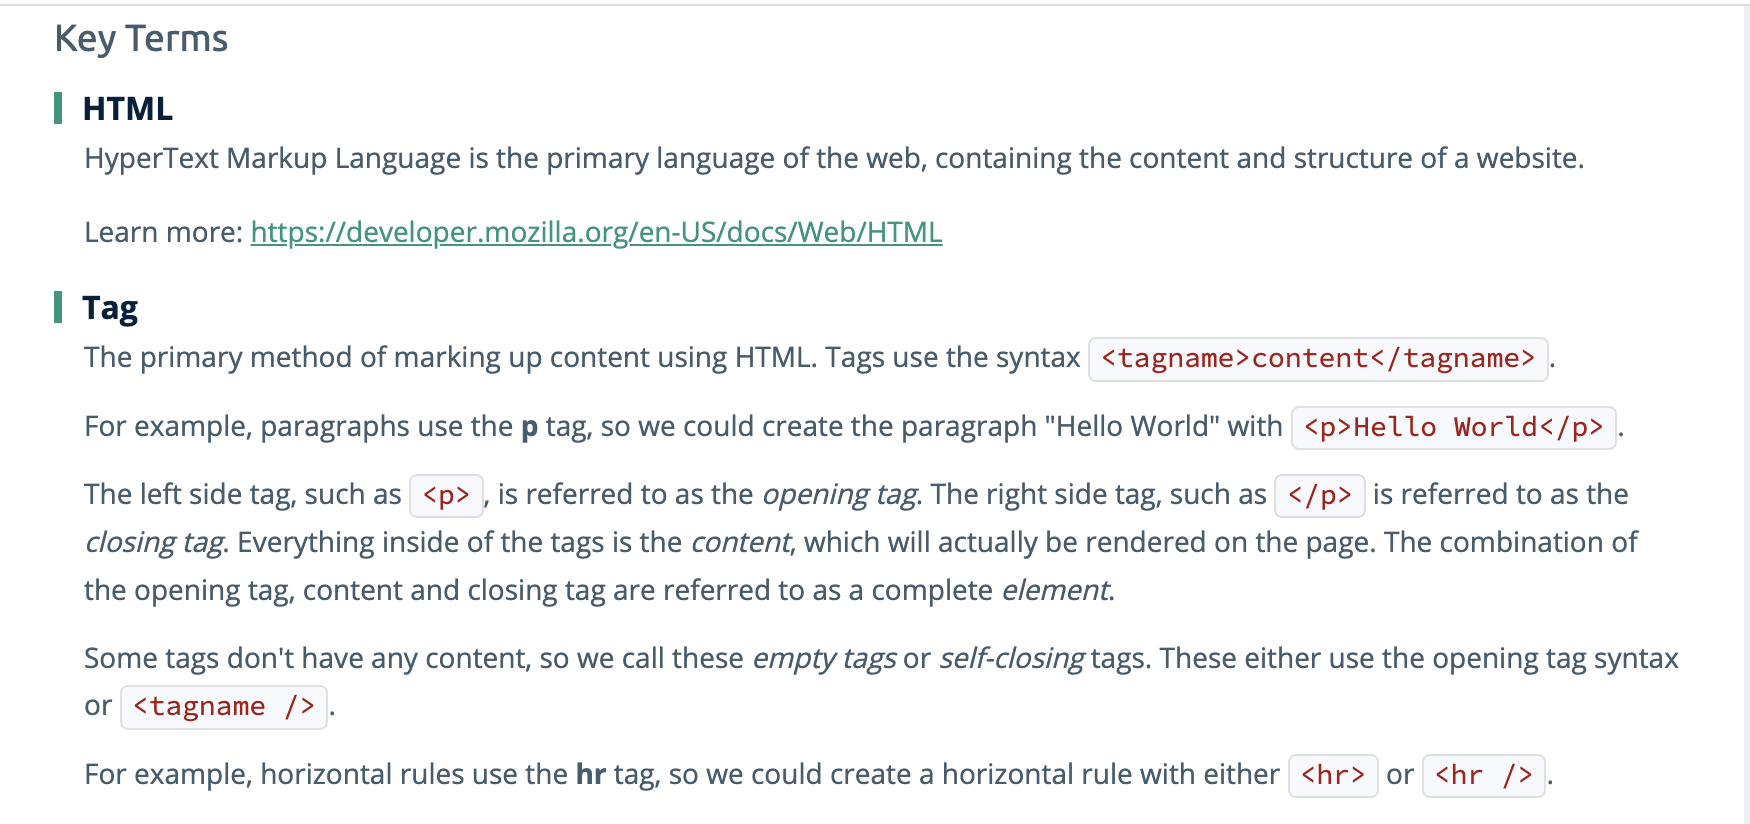 Key Terms
HTML
HyperText Markup Language is the primary language of the web, containing the content and structure of a website.
Learn more: https://developer.mozilla.org/en-US/docs/Web/HTML
Tag
The primary method of marking up content using HTML. Tags use the syntax <tagname>content</tagname>.
For example, paragraphs use the p tag, so we could create the paragraph "Hello World" with <p>Hello World</p>.
The left side tag, such as <p>, is referred to as the opening tag. The right side tag, such as </p> is referred to as the
closing tag. Everything inside of the tags is the content, which will actually be rendered on the page. The combination of
the opening tag, content and closing tag are referred to as a complete element.
Some tags don't have any content, so we call these empty tags or self-closing tags. These either use the opening tag syntax
or <tagname />.
For example, horizontal rules use the hr tag, so we could create a horizontal rule with either <hr> or <hr />.